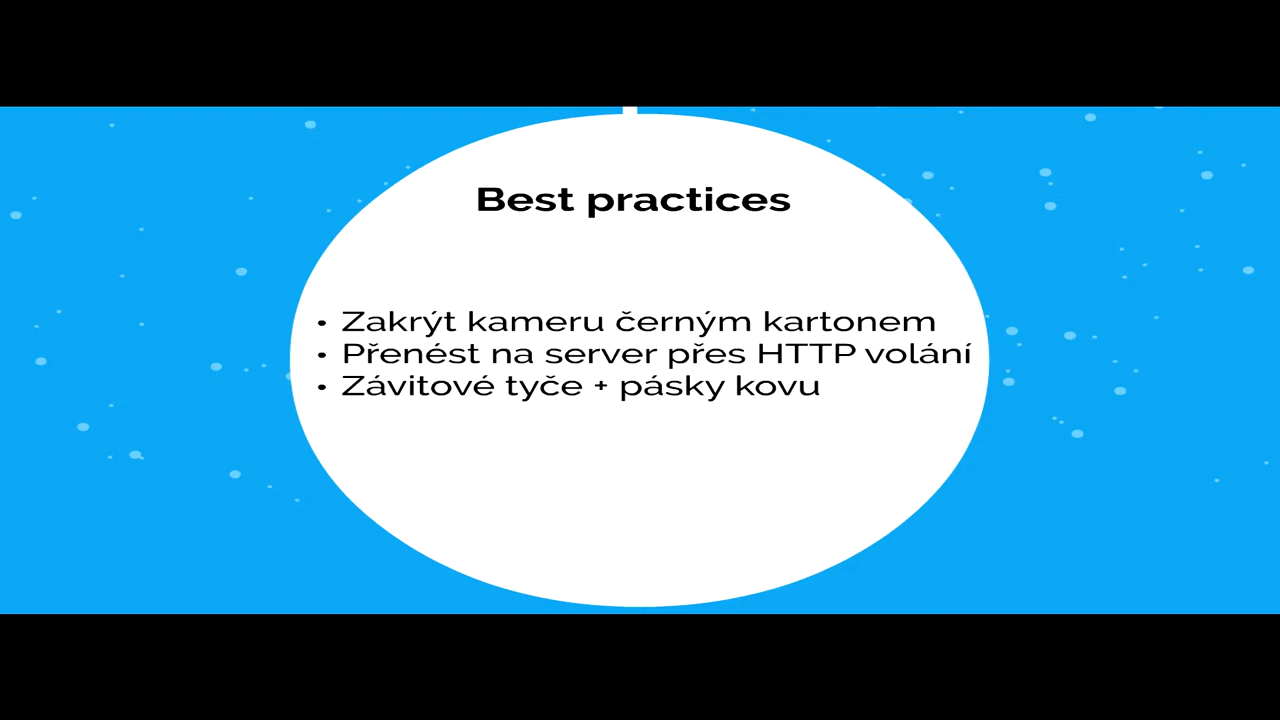 Best practices
• Zakrýt kameru černým kartonem
• Přenést na server přes HTTP volání
• Závitové tyče + pásky kovu